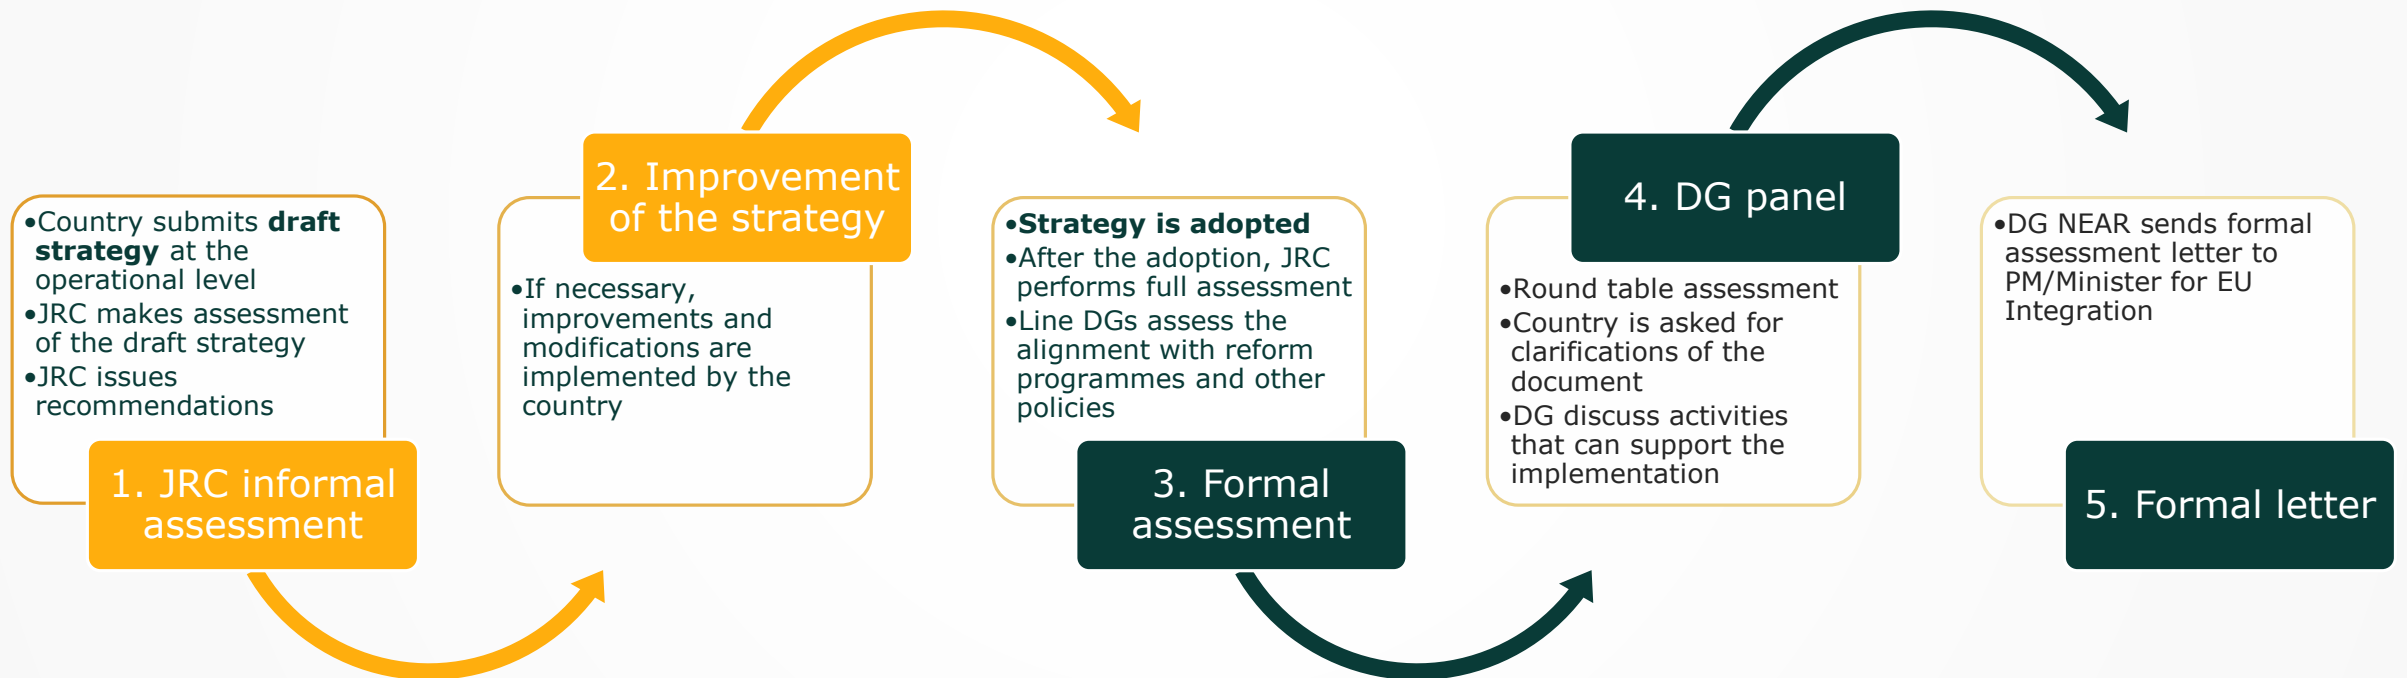 •Country submits draft
strategy at the
operational level
•JRC makes assessment
of the draft strategy
•JRC issues
recommendations
1. JRC informal
assessment
2. Improvement
of the strategy
•If necessary,
improvements and
modifications are
implemented by the
country
•Strategy is adopted
•After the adoption, JRC
performs full assessment
•Line DGs assess the
alignment with reform
programmes and other
policies
3. Formal
assessment
4. DG panel
•Round table assessment
•Country is asked for
clarifications of the
document
•DG discuss activities
that can support the
implementation
•DG NEAR sends formal
assessment letter to
PM/Minister for EU
Integration
5. Formal letter